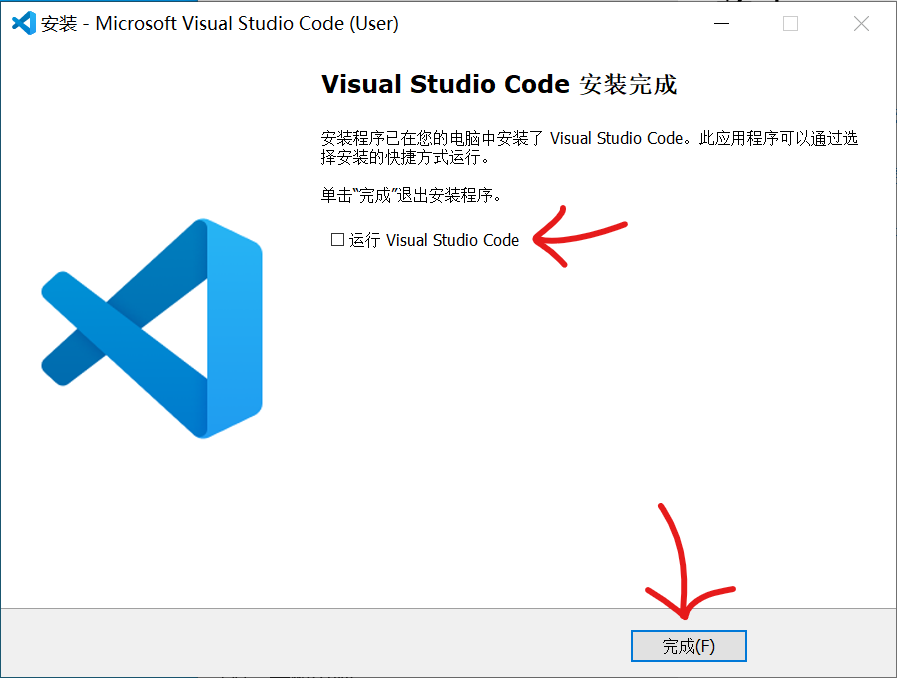 安装 - Microsoft Visual Studio Code (User)
Visual Studio Code 安装完成
安装程序已在您的电脑中安装了 Visual Studio Code。此应用程序可以通过选
择安装的快捷方式运行。
单击“完成”退出安装程序。
运行 Visual Studio Code
完成(F)